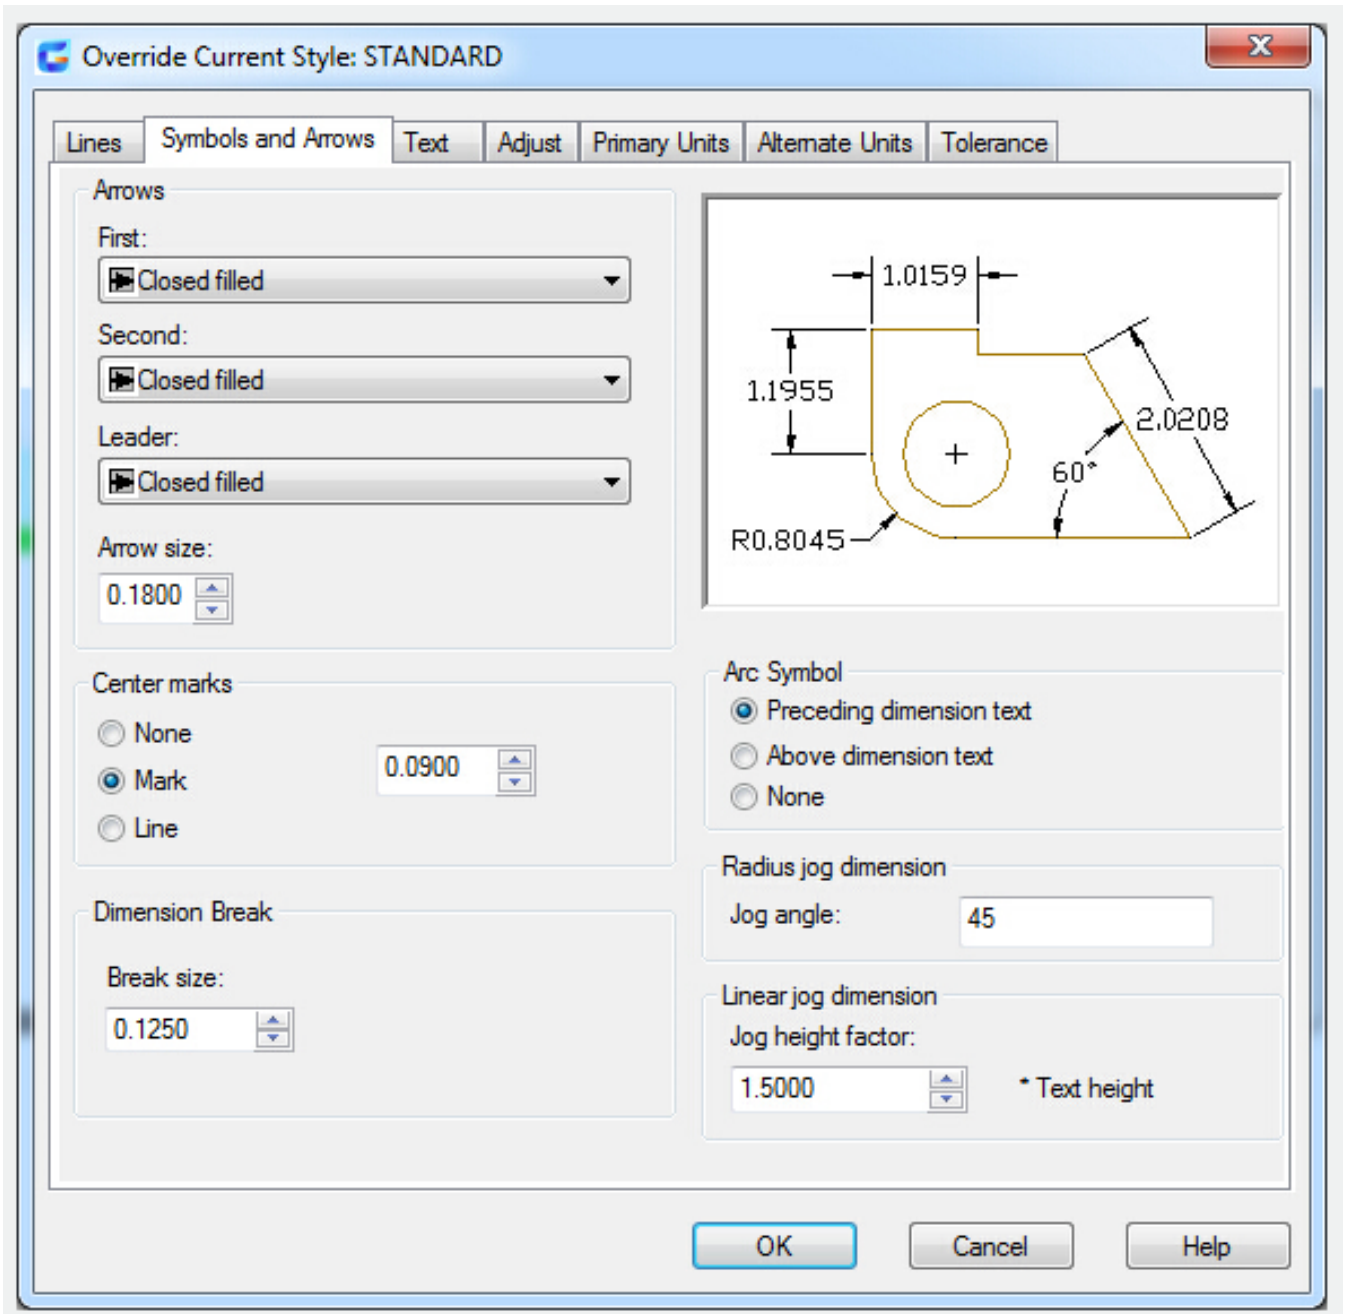 Override Current Style: STANDARD
x
Lines
Symbols and Arrows
Text
Adjust
Primary Units
Alternate Units
Tolerance
Arrows
First:
Closed filled
Second:
Closed filled
Leader:
Closed filled
Arrow size:
0.1800
1.0159
1.1955
2.0208
60°
R0.8045
Center marks
None
Mark
0.0900
Line
Arc Symbol
Preceding dimension text
Above dimension text
None
Dimension Break
Break size:
0.1250
Radius jog dimension
Jog angle:
45
Linear jog dimension
Jog height factor:
1.5000
* Text height
OK
Cancel
Help